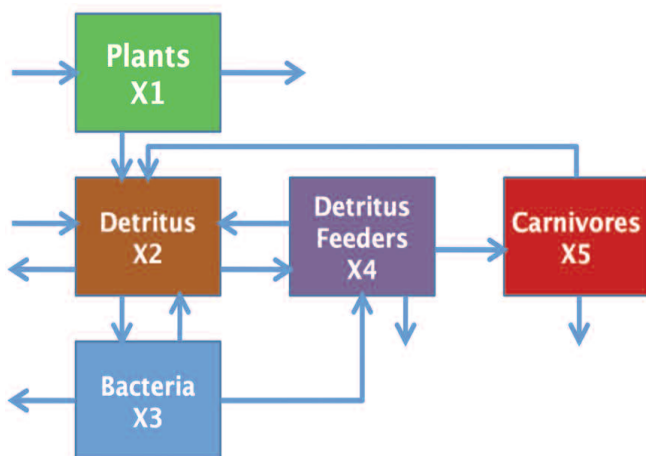 Plants
X1
Detritus
X2
Detritus
Feeders
X4
Carnivores
X5
Bacteria
X3